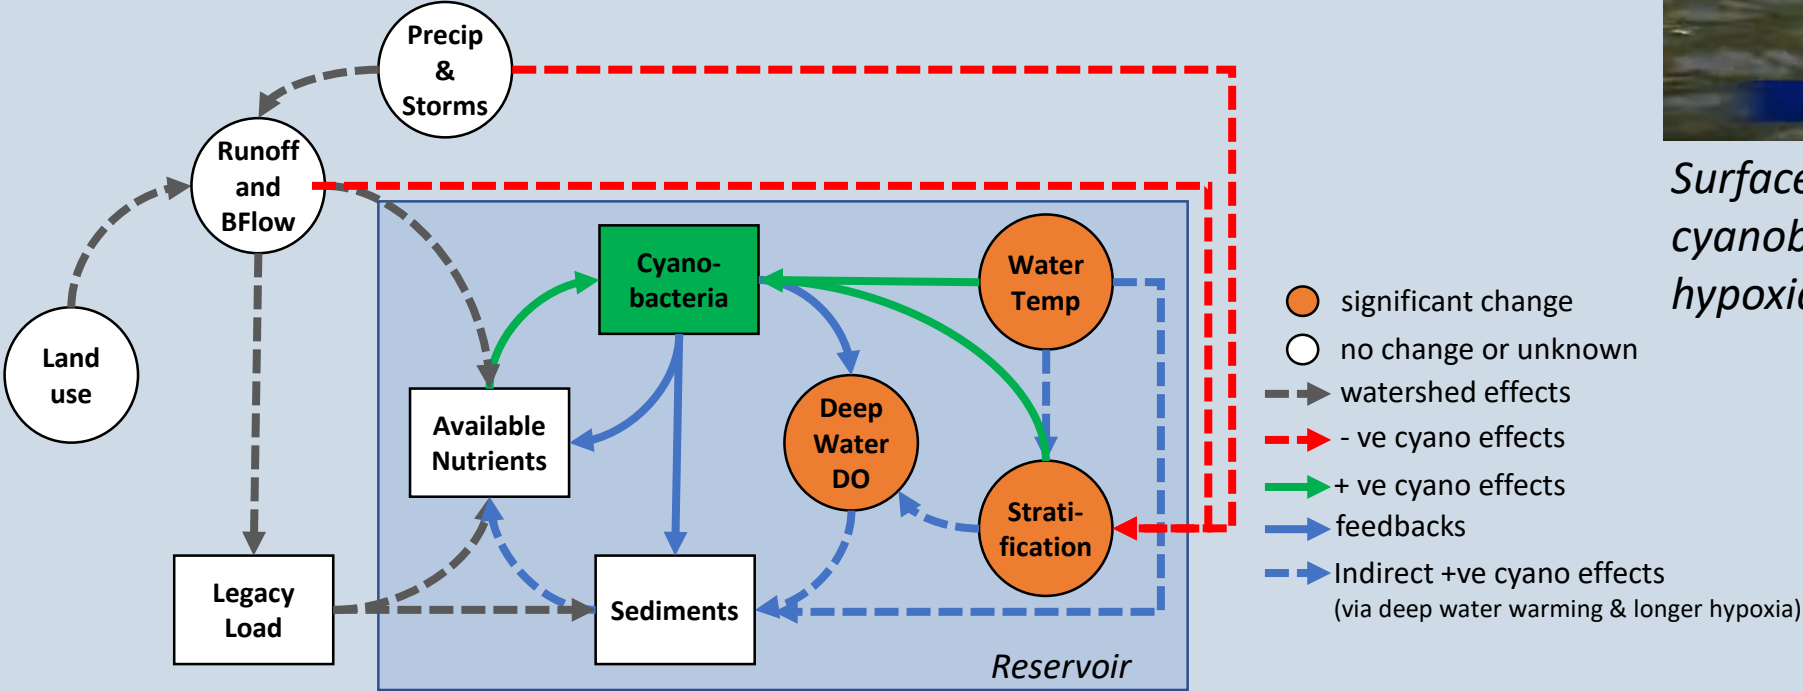 Precip
&
Storms
Runoff
and
BFlow
Land
use
Legacy
Load
Cyano-
bacteria
Available
Nutrients
Sediments
Deep
Water
DO
Water
Temp
Strati-
fication
Reservoir
significant change
no change or unknown
watershed effects
- ve cyano effects
+ ve cyano effects
feedbacks
Indirect +ve cyano effects
(via deep water warming & longer hypoxia)
Surface
cyanob
hypoxic